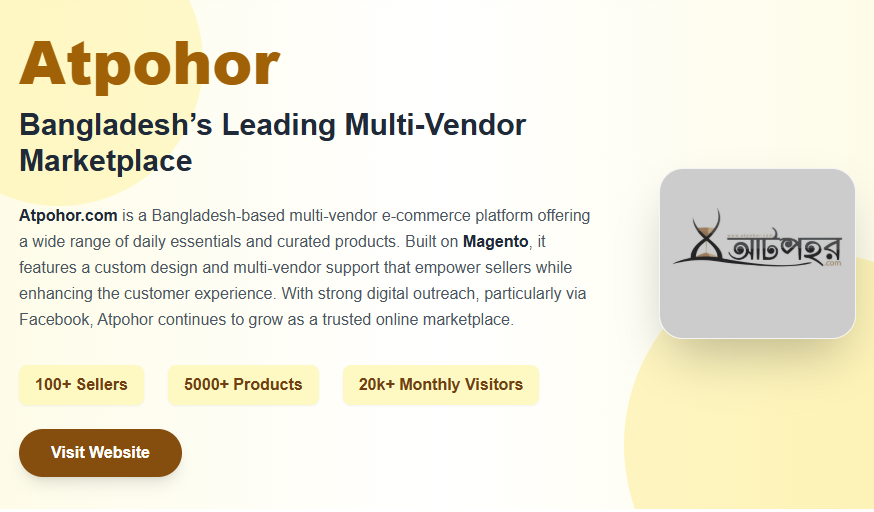 Atpohor
Bangladesh’s Leading Multi-Vendor
Marketplace
Atpohor.com is a Bangladesh-based multi-vendor e-commerce platform offering
a wide range of daily essentials and curated products. Built on Magento, it
features a custom design and multi-vendor support that empower sellers while
enhancing the customer experience. With strong digital outreach, particularly via
Facebook, Atpohor continues to grow as a trusted online marketplace.
www.atpohor.com
আটপহর
.com
100+ Sellers
5000+ Products
20k+ Monthly Visitors
Visit Website